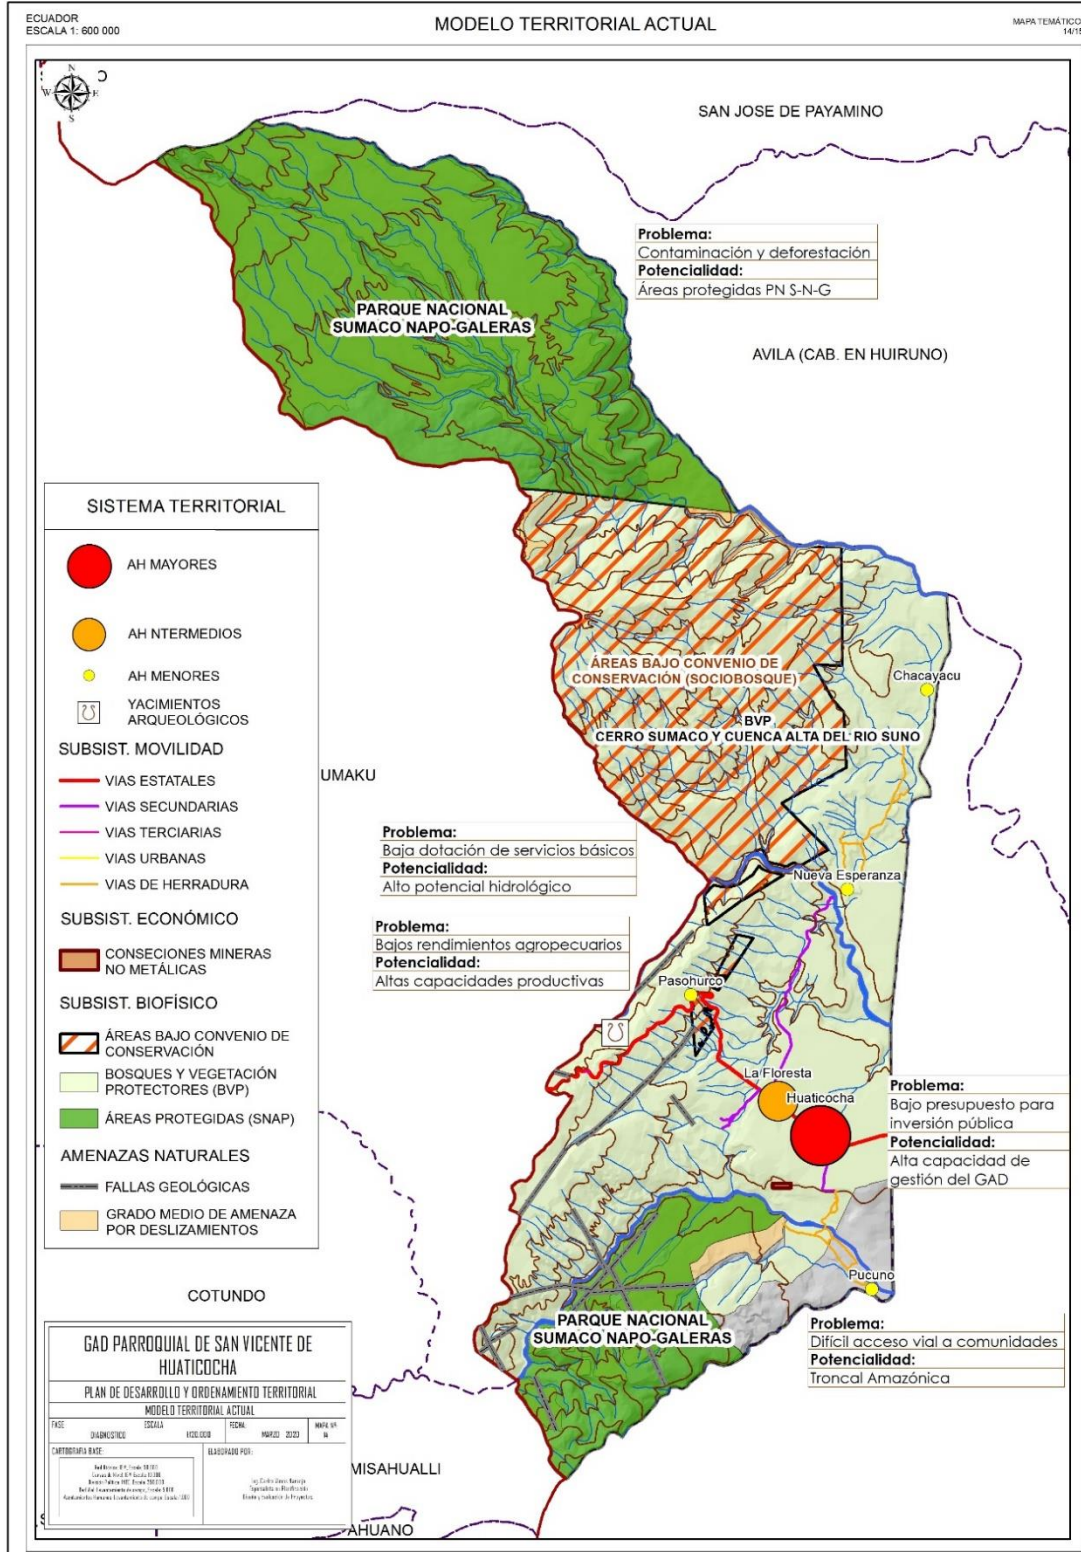 ECUADOR
ESCALA 1: 600 000
MODELO TERRITORIAL ACTUAL
MAPA TEMÁTICO
14/15
N
W
E
S
SAN JOSE DE PAYAMINO
Problema:
Contaminación y deforestación
Potencialidad:
Áreas protegidas PN S-N-G
PARQUE NACIONAL
SUMACO NAPO-GALERAS
AVILA (CAB. EN HUIRUNO)
SISTEMA TERRITORIAL
AH MAYORES
AH NTERMEDIOS
AH MENORES
YACIMIENTOS
ARQUEOLÓGICOS
SUBSIST. MOVILIDAD
VIAS ESTATALES
VIAS SECUNDARIAS
VIAS TERCIARIAS
VIAS URBANAS
VIAS DE HERRADURA
SUBSIST. ECONÓMICO
CONSECIONES MINERAS
NO METÁLICAS
SUBSIST. BIOFÍSICO
ÁREAS BAJO CONVENIO DE
CONSERVACIÓN
BOSQUES Y VEGETACIÓN
PROTECTORES (BVP)
ÁREAS PROTEGIDAS (SNAP)
AMENAZAS NATURALES
FALLAS GEOLÓGICAS
GRADO MEDIO DE AMENAZA
POR DESLIZAMIENTOS
ÁREAS BAJO CONVENIO DE
CONSERVACIÓN (SOCIOBOSQUE)
Chacayacu
BVP
CERRO SUMACO Y CUENCA ALTA DEL RIO SUNO
UMAKU
Problema:
Baja dotación de servicios básicos
Potencialidad:
Alto potencial hidrológico
Nueva Esperanza
Problema:
Bajos rendimientos agropecuarios
Potencialidad:
Altas capacidades productivas
Pasohurco
La Floresta
Huaticocha
Problema:
Bajo presupuesto para
inversión pública
Potencialidad:
Alta capacidad de
gestión del GAD
Pucuno
COTUNDO
PARQUE NACIONAL
SUMACO NAPO-GALERAS
Problema:
Difícil acceso vial a comunidades
Potencialidad:
Troncal Amazónica
GAD PARROQUIAL DE SAN VICENTE DE
HUATICOCHA
PLAN DE DESARROLLO Y ORDENAMIENTO TERRITORIAL
MODELO TERRITORIAL ACTUAL
FASE
DIAGNOSTICO
ESCALA
FECHA:
MARZO 2020
MAPA Nº
14
CARTOGRAFIA BASE:
ELABORADO POR:
MISAHUALLI
AHUANO